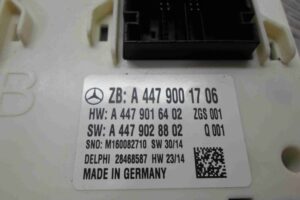 B
ZB: A 447 900 17 06
HW: A 447 901 64 02 ZGS 001
SW: A 447 902 88 02 Q 001
SNO: M160082710 SW 30/14
DELPHI 28468587 HW 23/14
MADE IN GERMANY